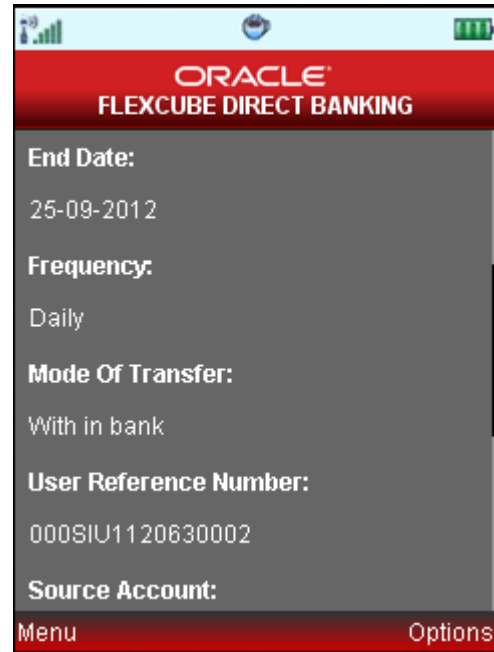 ORACLE
FLEXCUBE DIRECT BANKING
End Date:
25-09-2012
Frequency:
Daily
Mode Of Transfer:
With in bank
User Reference Number:
000SIU1120630002
Source Account:
Menu Options